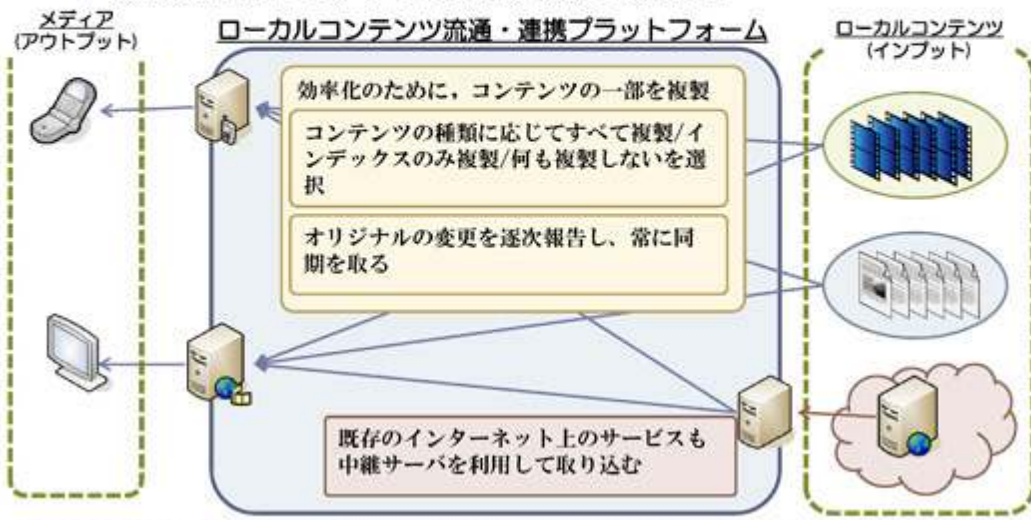 メディア
(アウトプット)
ローカルコンテンツ流通・連携プラットフォーム
ローカルコンテンツ
(インプット)
効率化のために，コンテンツの一部を複製
コンテンツの種類に応じてすべて複製/イ
ンデックスのみ複製/何も複製しないを選
択
オリジナルの変更を逐次報告し、常に同
期を取る
既存のインターネット上のサービスも
中継サーバを利用して取り込む